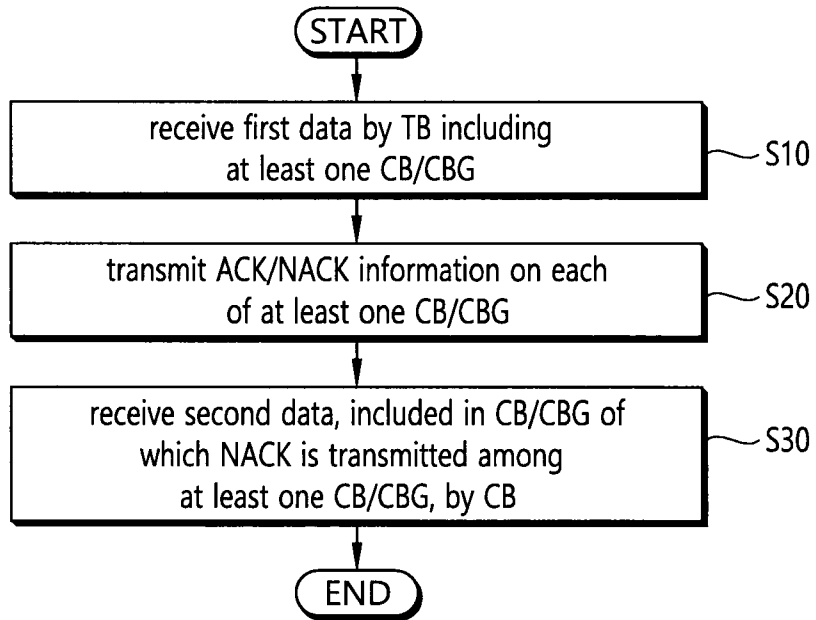 START
receive first data by TB including
at least one CB/CBG
S10
transmit ACK/NACK information on each
of at least one CB/CBG
S20
receive second data, included in CB/CBG of
which NACK is transmitted among
at least one CB/CBG, by CB
S30
END